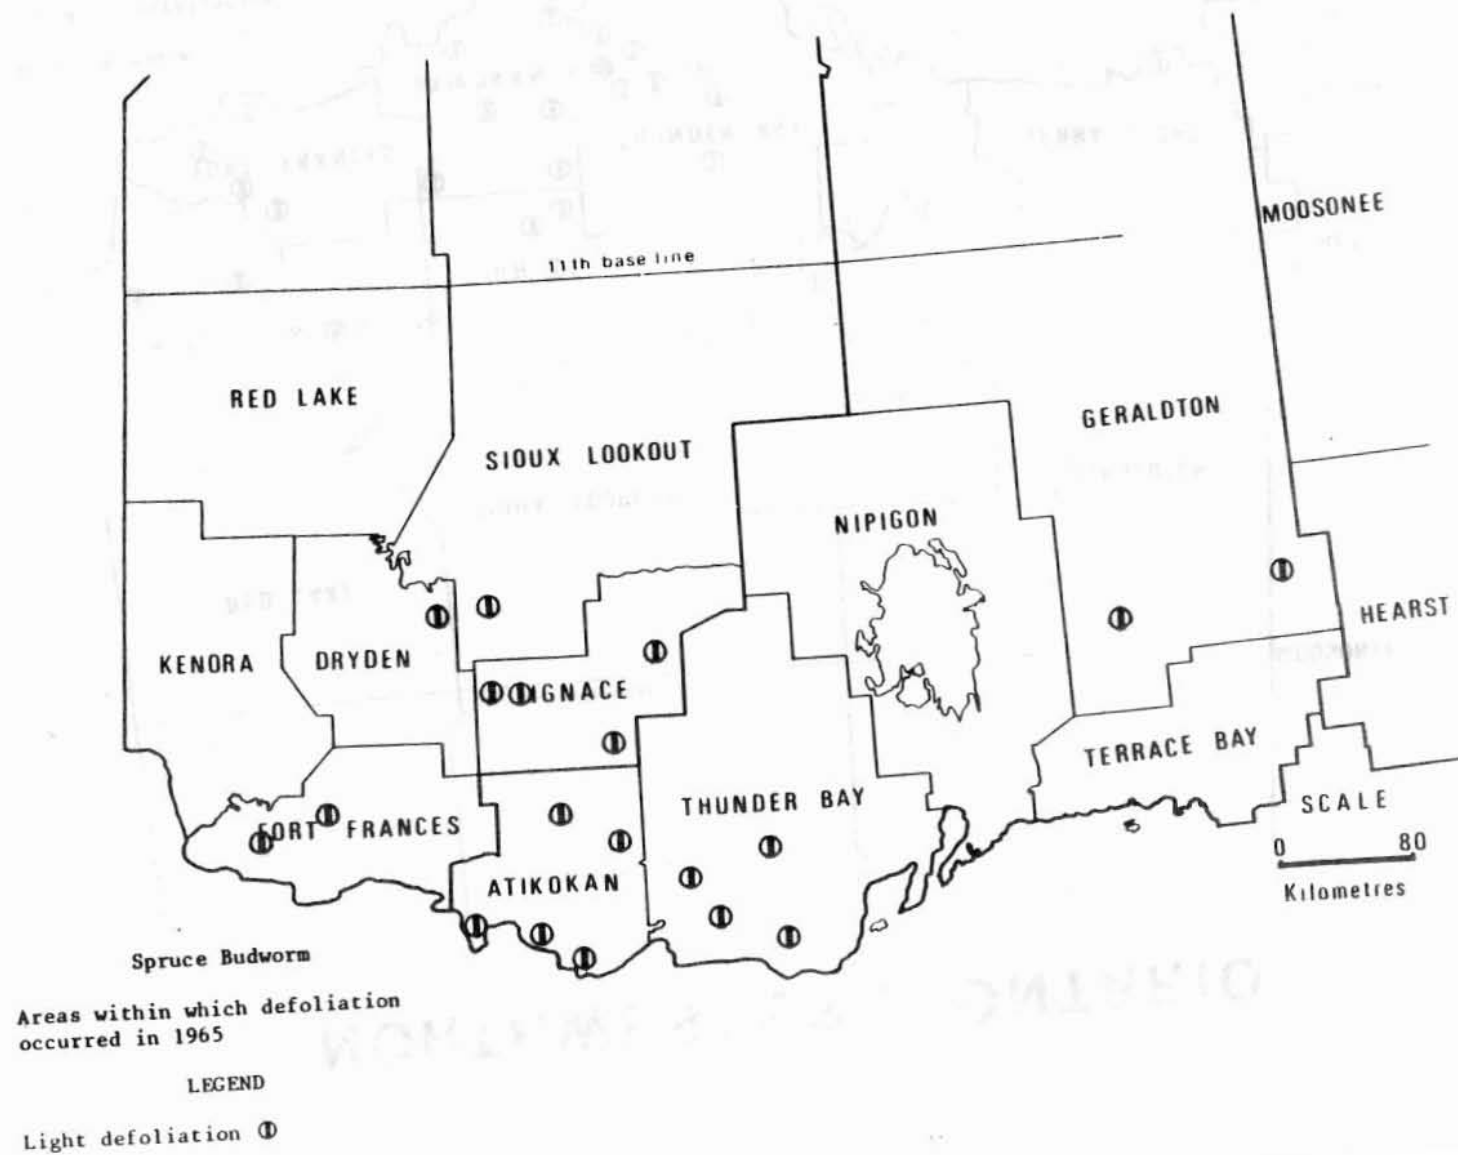 MOOSONEE
11th base line
RED LAKE
GERALDTON
SIOUX LOOKOUT
NIPIGON
HEARST
KENORA
DRYDEN
IGNACE
TERRACE BAY
THUNDER BAY
SCALE
FORT FRANCES
0 80
ATIKOKAN
Kilometres
Spruce Budworm
Areas within which defoliation
occurred in 1965
LEGEND
Light defoliation